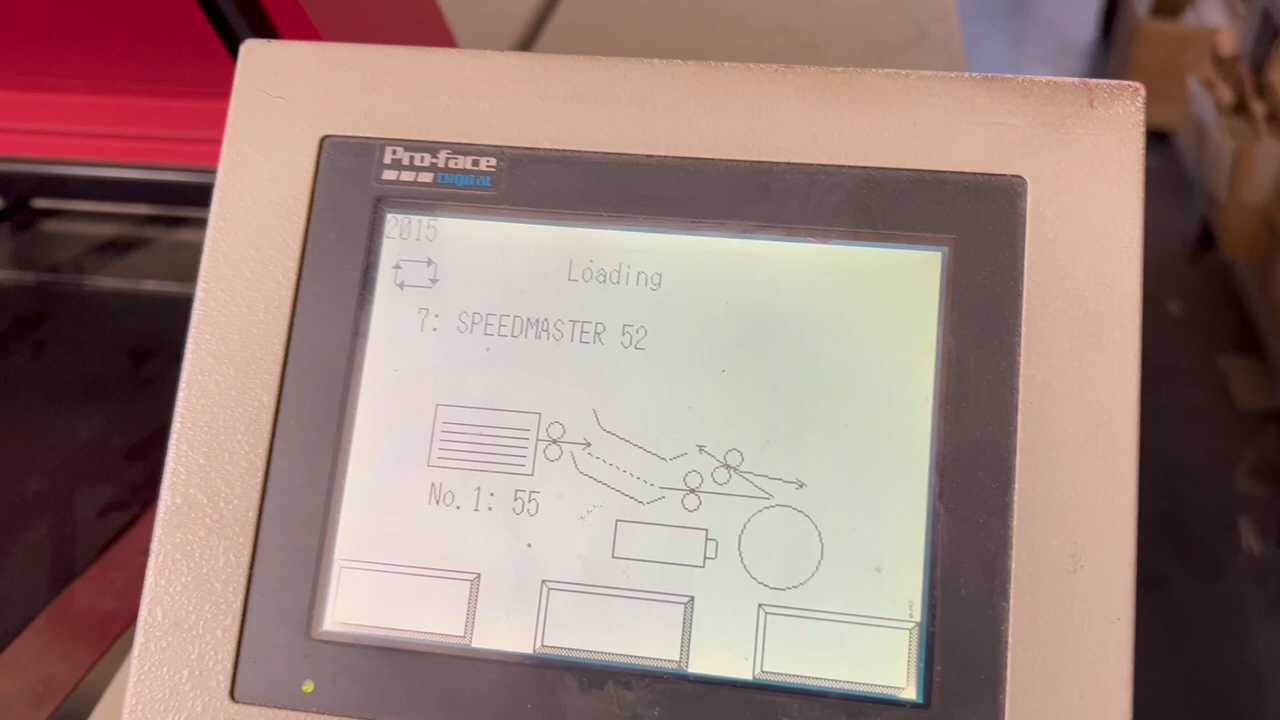 Pro-face
Digital
2015
Loading
7: SPEEDMASTER 52
No.1: 55